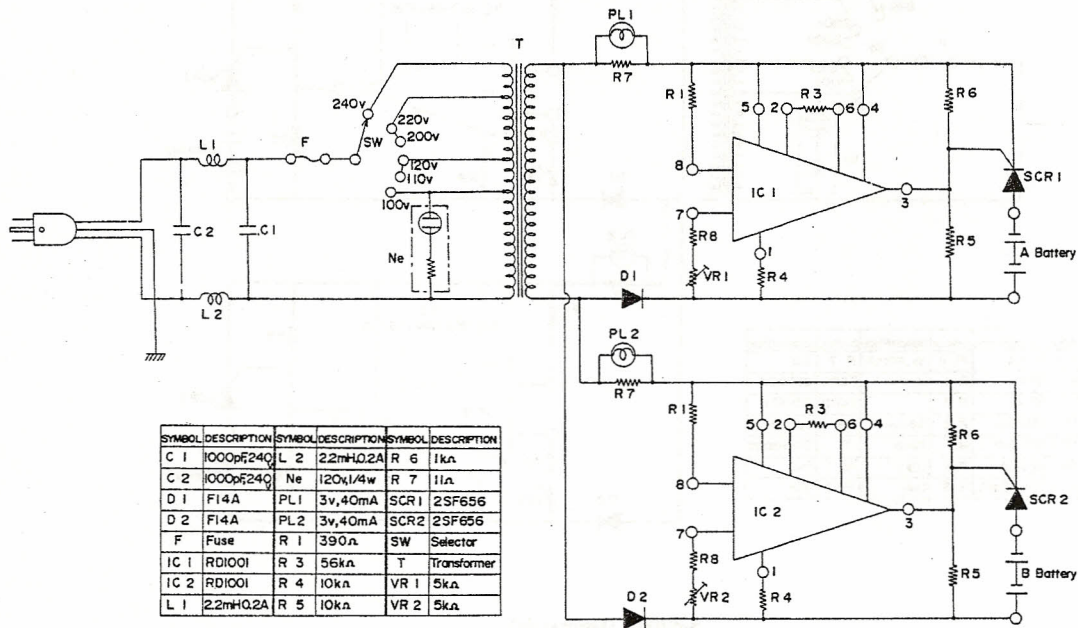 PL1
T
R7
R1
5
2
R3
6
4
R6
240v
220v
200v
SW
F
L1
120v
110v
100v
8
IC 1
SCR1
3
7
R8
C 2
C 1
Ne
R5
A Battery
1
VR1
R4
D1
L2
PL2
R7
R1
5
2
R3
6
4
R6
8
IC 2
SCR2
3
7
R8
1
R5
B Battery
VR2
R4
D2
SYMBOL DESCRIPTION SYMBOL DESCRIPTION SYMBOL DESCRIPTION
C 1 1000pF,240V L 2 2.2mH,0.2A R 6 1kΩ
C 2 1000pF,240V Ne 120v,1/4w R 7 11Ω
D 1 F14A PL1 3v,40mA SCR1 2SF656
D 2 F14A PL2 3v,40mA SCR2 2SF656
F Fuse R 1 390Ω SW Selector
IC 1 RD1001 R 3 56kΩ T Transformer
IC 2 RD1001 R 4 10kΩ VR 1 5kΩ
L 1 2.2mH,0.2A R 5 10kΩ VR 2 5kΩ